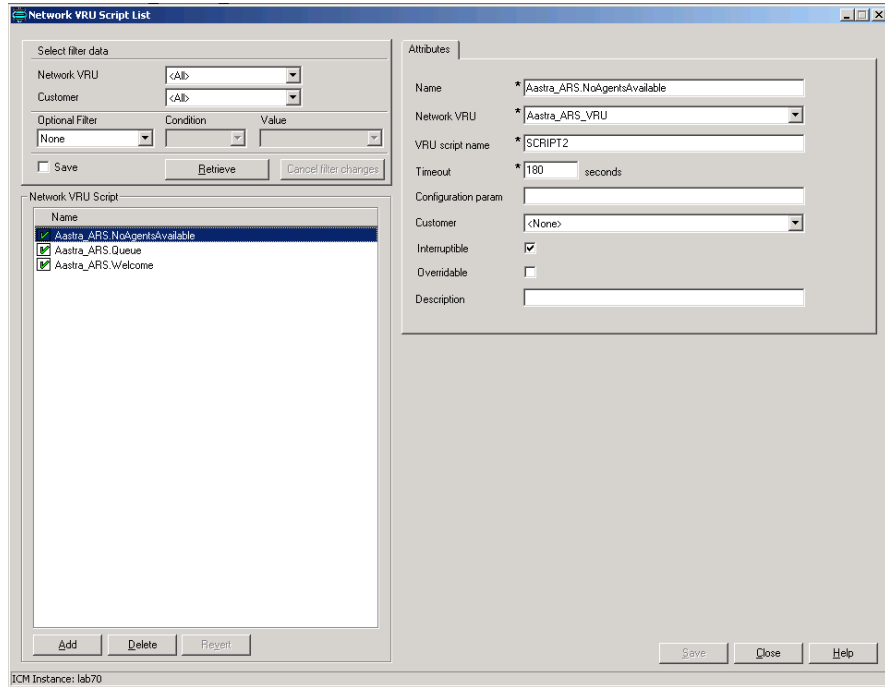 Network VRU Script List
Select filter data
Network VRU <All>
Customer <All>
Optional Filter Condition Value
None
Save Retrieve Cancel filter changes
Network VRU Script
Name
Aastra_ARS.NoAgentsAvailable
Aastra_ARS.Queue
Aastra_ARS.Welcome
Add Delete Revert
Attributes
Name * Aastra_ARS.NoAgentsAvailable
Network VRU * Aastra_ARS_VRU
VRU script name * SCRIPT2
Timeout * 180 seconds
Configuration param
Customer <None>
Interruptible
Overridable
Description
Save Close Help
ICM Instance: lab70